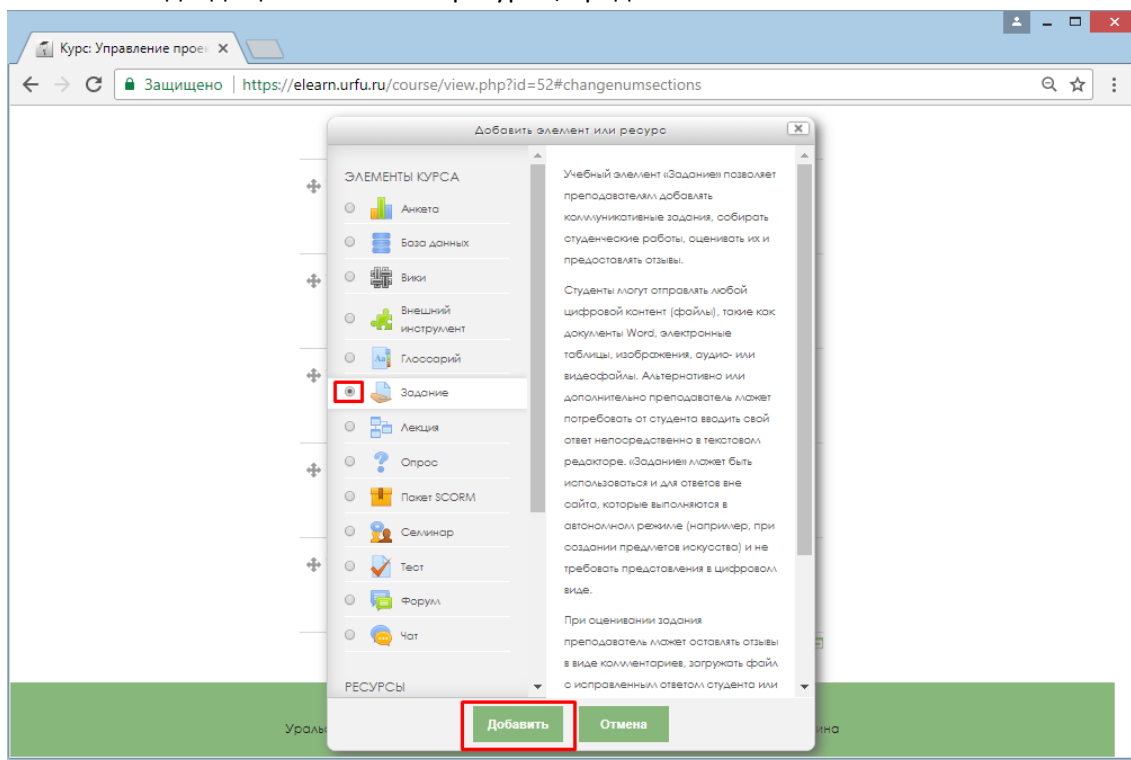 Курс: Управление прое
Защищено | https://elearn.urfu.ru/course/view.php?id=52#changenumsections
Добавить элемент или ресурс
ЭЛЕМЕНТЫ КУРСА
Анкета
База данных
Вики
Внешний
инструмент
Глоссарий
Задание
Лекция
Опрос
Пакет SCORM
Семинар
Тест
Форум
Чат
РЕСУРСЫ
Учебный элемент «Задание» позволяет
преподавателям добавлять
коммуникативные задания, собирать
студенческие работы, оценивать их и
предоставлять отзывы.
Студенты могут отправлять любой
цифровой контент (файлы), такие как
документы Word, электронные
таблицы, изображения, аудио- или
видеофайлы. Альтернативно или
дополнительно преподаватель может
потребовать от студента вводить свой
ответ непосредственно в текстовом
редакторе. «Задание» может быть
использоваться и для ответов вне
сайта, которые выполняются в
автономном режиме (например, при
создании предметов искусства) и не
требовать представления в цифровом
виде.
При оценивании задания
преподаватель может оставлять отзывы
в виде комментариев, загружать файл
с исправленным ответом студента или
Добавить
Отмена